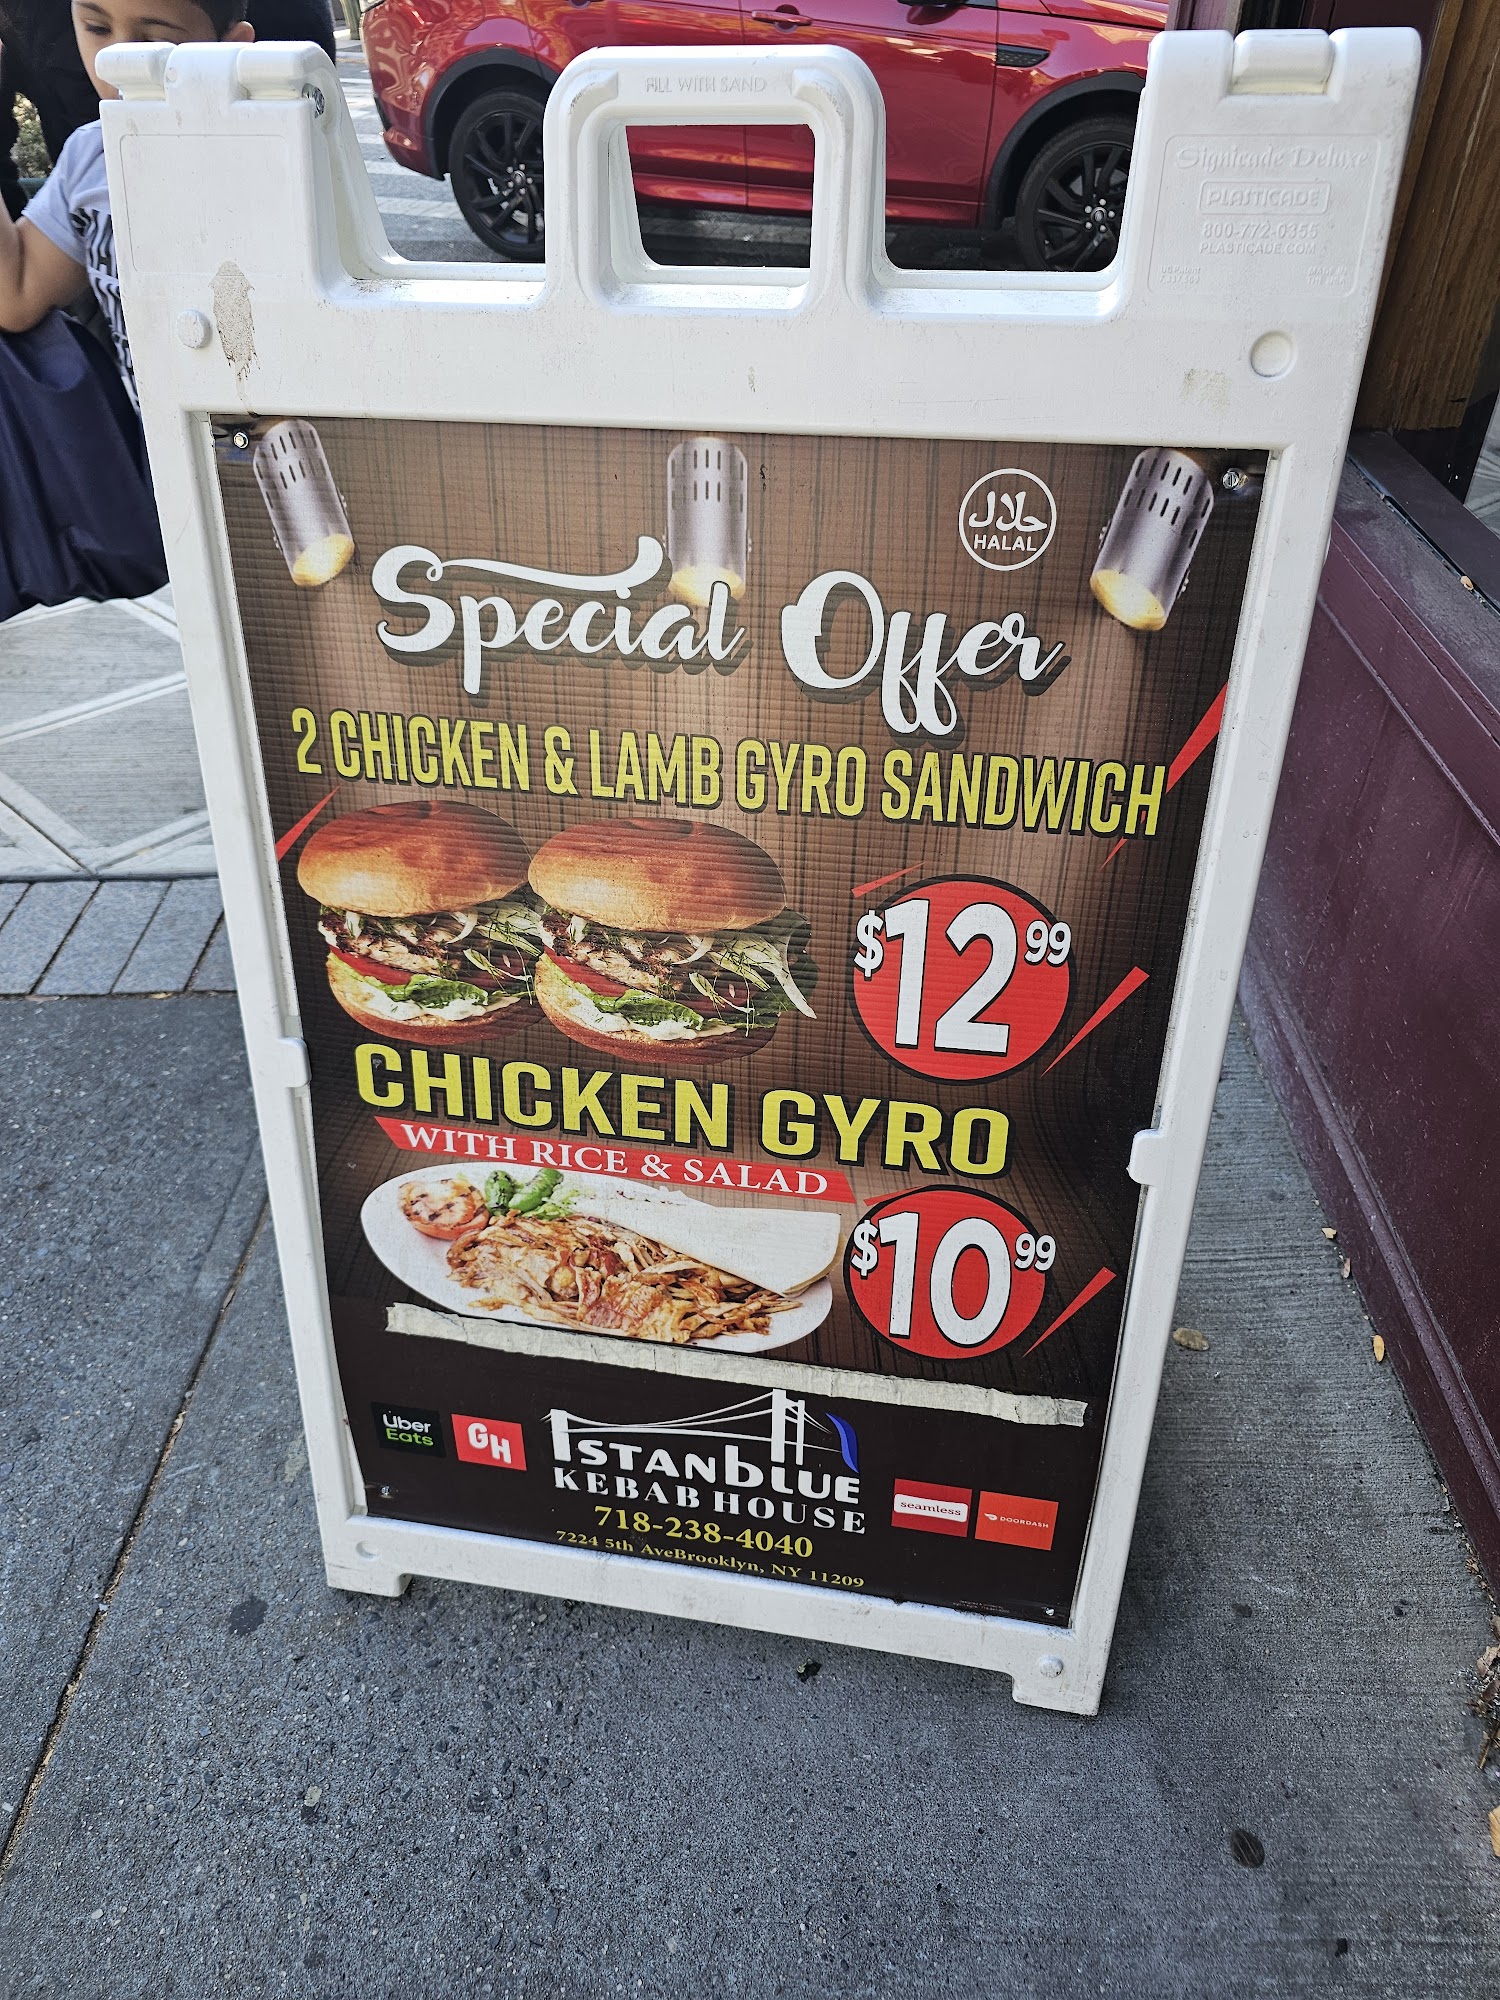 FILL WITH SAND
Signicade Deluxe
PLASTICADE
800-772-0355
PLASTICADE.COM
حلال
HALAL
Special Offer
2 CHICKEN & LAMB GYRO SANDWICH
$12 99
CHICKEN GYRO
WITH RICE & SALAD
$10 99
Uber
Eats
GH
ISTANbLUE
KEBAB HOUSE
718-238-4040
7224 5th AveBrooklyn, NY 11209
seamless
DOORDASH